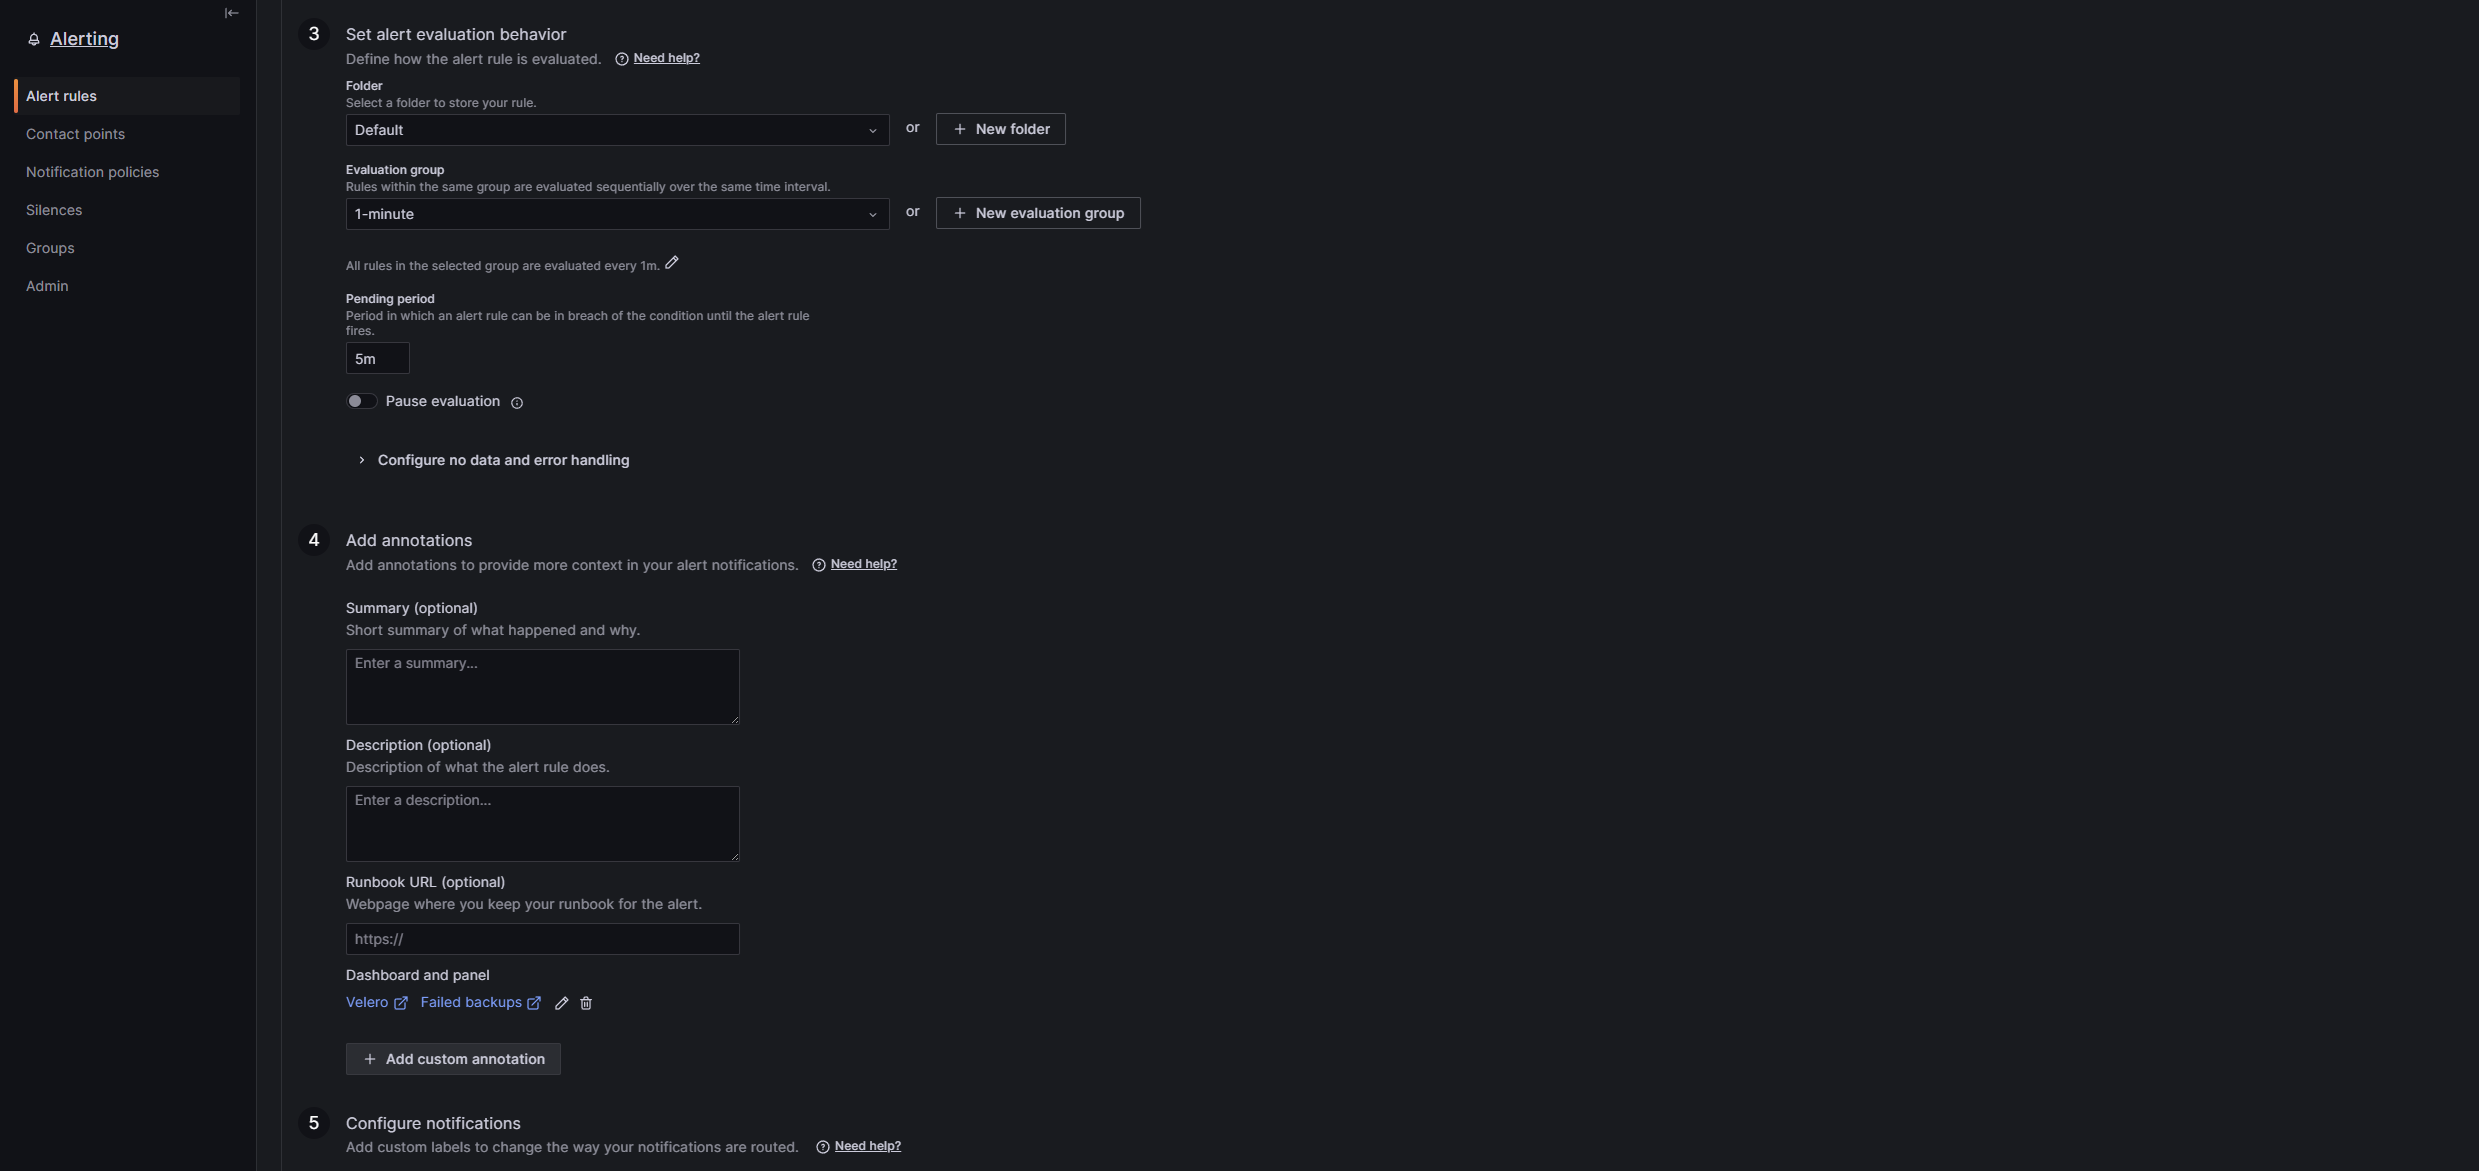 Alerting
Alert rules
Contact points
Notification policies
Silences
Groups
Admin
3 Set alert evaluation behavior
Define how the alert rule is evaluated. Need help?
Folder
Select a folder to store your rule.
Default or New folder
Evaluation group
Rules within the same group are evaluated sequentially over the same time interval.
1-minute or New evaluation group
All rules in the selected group are evaluated every 1m.
Pending period
Period in which an alert rule can be in breach of the condition until the alert rule
fires.
5m
Pause evaluation
Configure no data and error handling
4 Add annotations
Add annotations to provide more context in your alert notifications. Need help?
Summary (optional)
Short summary of what happened and why.
Enter a summary...
Description (optional)
Description of what the alert rule does.
Enter a description...
Runbook URL (optional)
Webpage where you keep your runbook for the alert.
https://
Dashboard and panel
Velero Failed backups
Add custom annotation
5 Configure notifications
Add custom labels to change the way your notifications are routed. Need help?